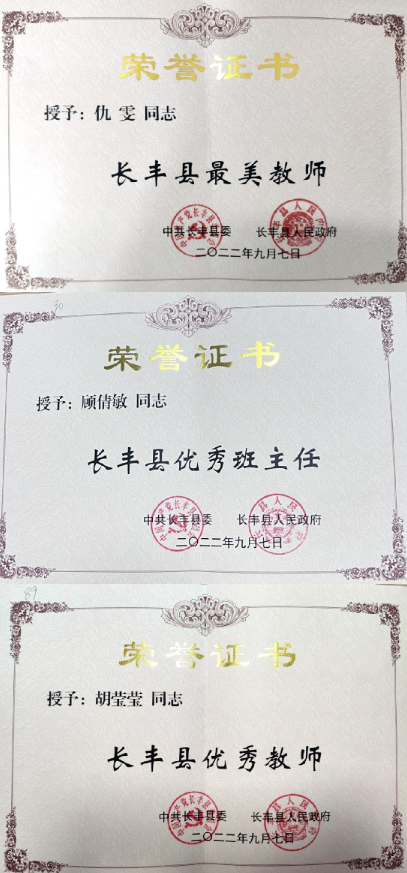 荣誉证书
授予：仇 雯 同志
长丰县最美教师
中共长丰县委 长丰县人民政府
二〇二二年九月七日
荣誉证书
授予：顾倩敏 同志
长丰县优秀班主任
中共长丰县委 长丰县人民政府
二〇二二年九月七日
荣誉证书
授予：胡莹莹 同志
长丰县优秀教师
中共长丰县委 长丰县人民政府
二〇二二年九月七日